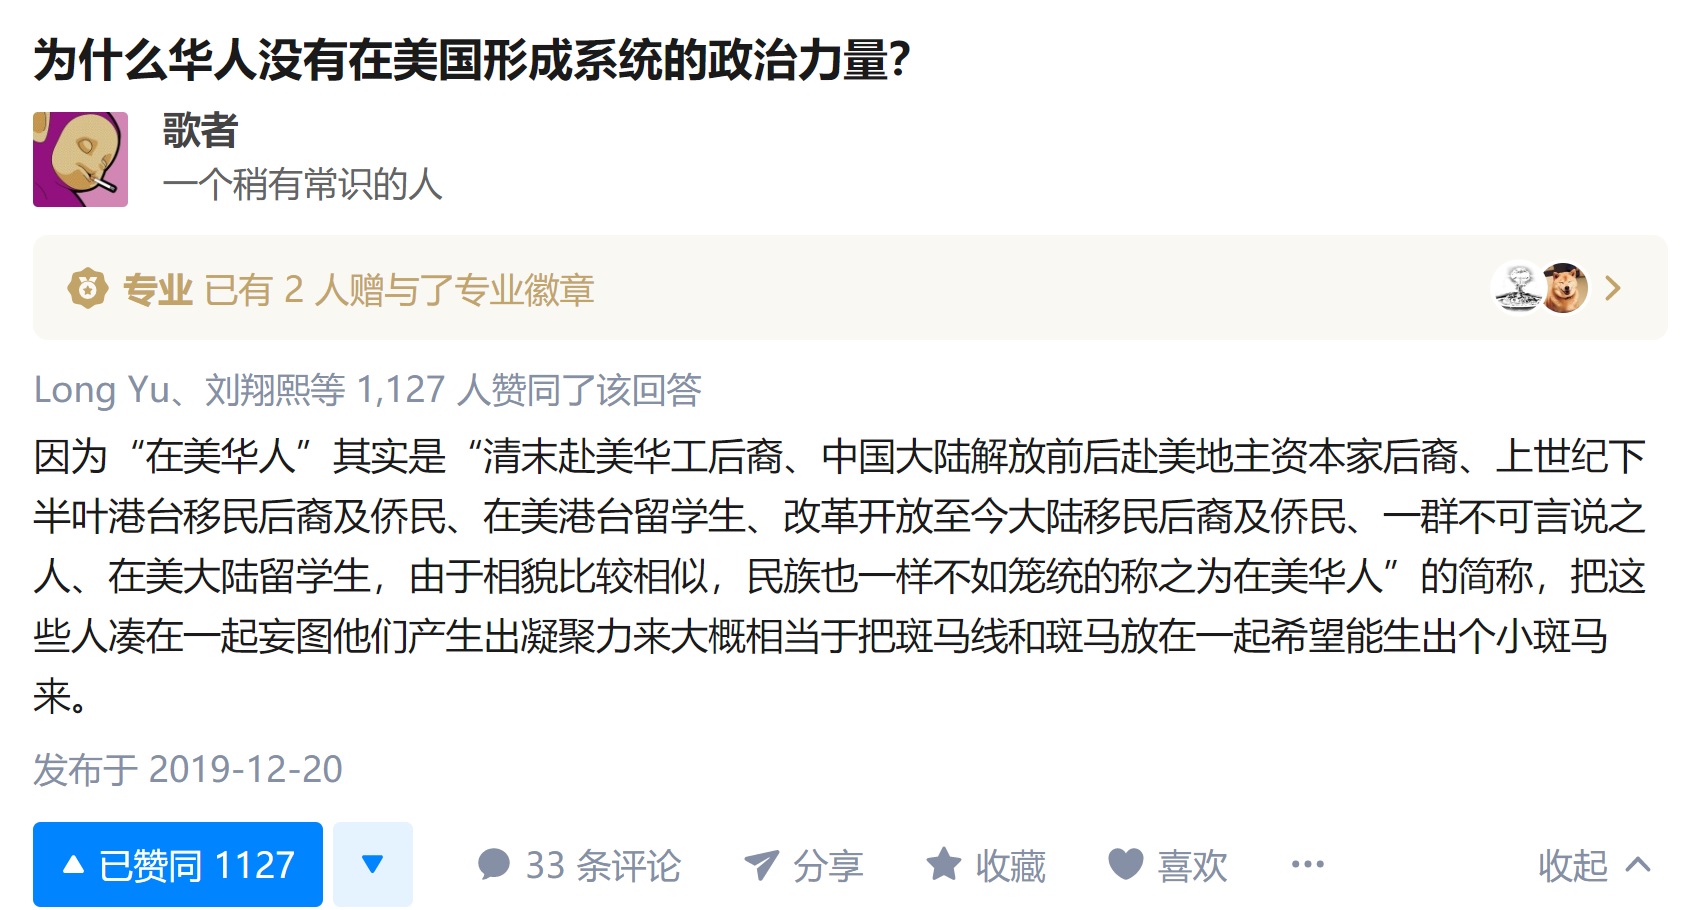 为什么华人没有在美国形成系统的政治力量？
歌者
一个稍有常识的人
专业 已有 2 人赠与了专业徽章
Long Yu、刘翔熙等 1,127 人赞同了该回答
因为“在美华人”其实是“清末赴美华工后裔、中国大陆解放前后赴美地主资本家后裔、上世纪下
半叶港台移民后裔及侨民、在美港台留学生、改革开放至今大陆移民后裔及侨民、一群不可言说之
人、在美大陆留学生，由于相貌比较相似，民族也一样不如笼统的称之为在美华人”的简称，把这
些人凑在一起妄图他们产生出凝聚力来大概相当于把斑马线和斑马放在一起希望能生出个小斑马
来。
发布于 2019-12-20
已赞同 1127
33 条评论
分享
收藏
喜欢
收起